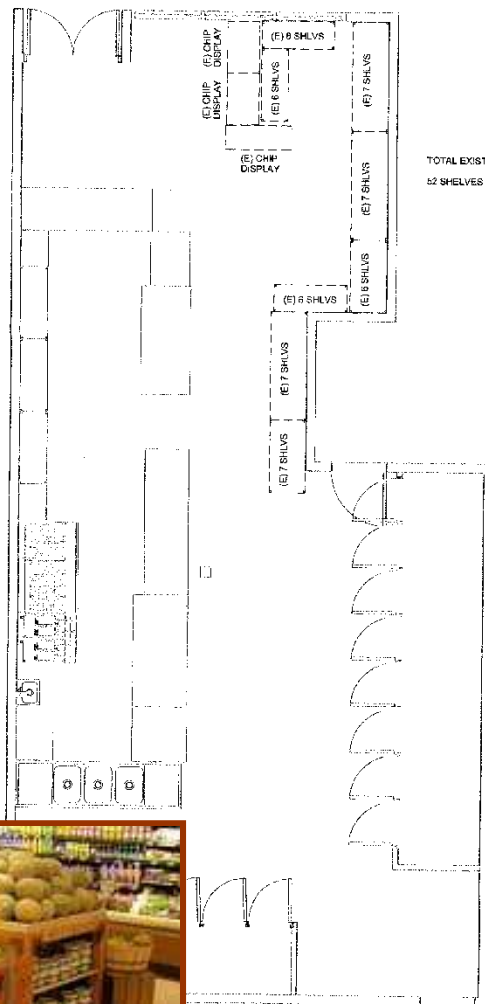 (E) CHIP
DISPLAY
(E) CHIP
DISPLAY
(E) CHIP
DISPLAY
(E) 6 SHLVS
(E) 6 SHLVS
(E) 7 SHLVS
(E) 7 SHLVS
(E) 6 SHLVS
(E) 6 SHLVS
(E) 7 SHLVS
(E) 7 SHLVS
TOTAL EXIST
52 SHELVES